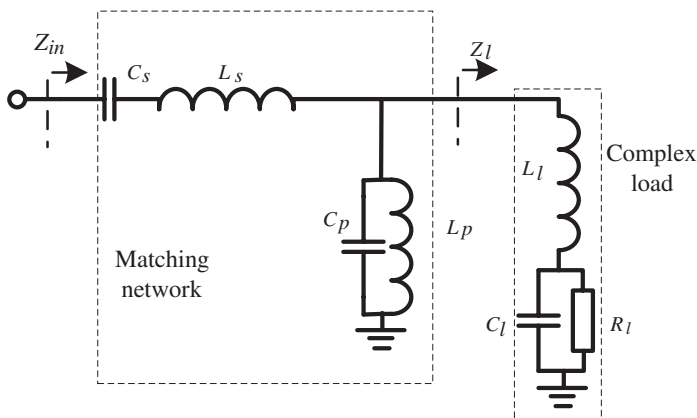 Z_in
C_s
L_s
Z_l
L_l
Complex
load
C_p
L_p
Matching
network
C_l
R_l